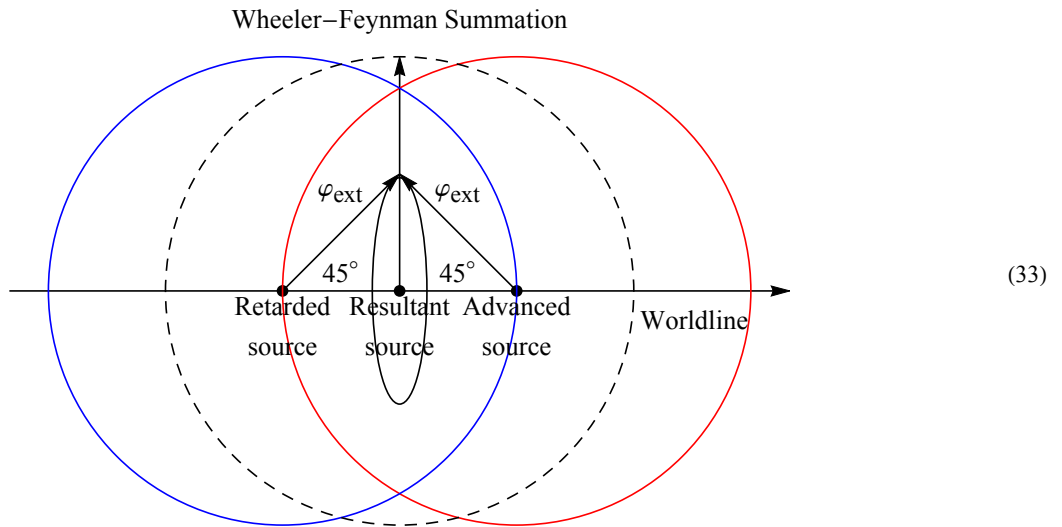 Wheeler–Feynman Summation
φext φext
45° 45°
(33)
Retarded Resultant Advanced
Worldline
source source source